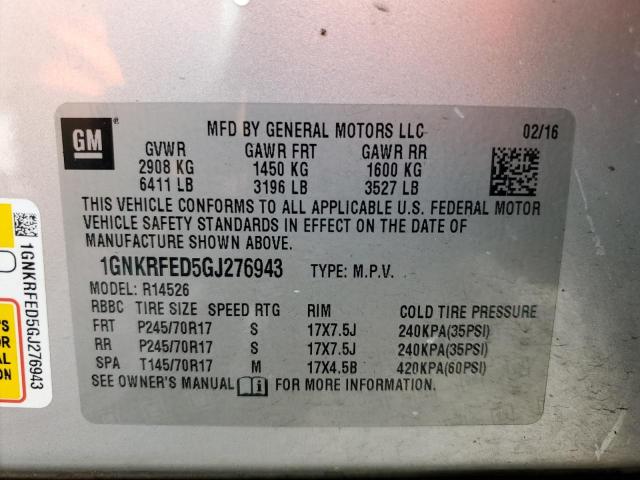 GM ®
MFD BY GENERAL MOTORS LLC 02/16
GVWR GAWR FRT GAWR RR
2908 KG 1450 KG 1600 KG
6411 LB 3196 LB 3527 LB
THIS VEHICLE CONFORMS TO ALL APPLICABLE U.S. FEDERAL MOTOR
VEHICLE SAFETY STANDARDS IN EFFECT ON THE DATE OF
MANUFACTURE SHOWN ABOVE.
1GNKRFED5GJ276943 TYPE: M.P.V.
MODEL: R14526
RBBC TIRE SIZE SPEED RTG RIM COLD TIRE PRESSURE
FRT P245/70R17 S 17X7.5J 240KPA(35PSI)
RR P245/70R17 S 17X7.5J 240KPA(35PSI)
SPA T145/70R17 M 17X4.5B 420KPA(60PSI)
SEE OWNER'S MANUAL i FOR MORE INFORMATION.
1GNKRFED5GJ276943